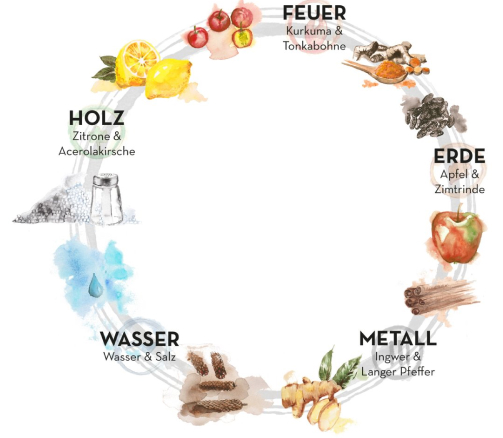 FEUER
Kurkuma &
Tonkabohne
HOLZ
Zitrone &
Acerolakirsche
ERDE
Apfel &
Zimtrinde
WASSER
Wasser & Salz
METALL
Ingwer &
Langer Pfeffer